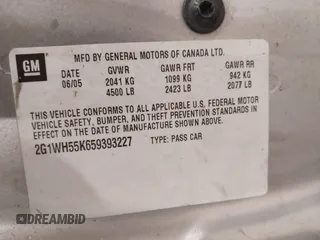 GM
MFD BY GENERAL MOTORS OF CANADA LTD.
DATE GVWR GAWR FRT GAWR RR
06/05 2041 KG 1099 KG 942 KG
4500 LB 2423 LB 2077 LB
THIS VEHICLE CONFORMS TO ALL APPLICABLE U.S. FEDERAL MOTOR
VEHICLE SAFETY, BUMPER, AND THEFT PREVENTION STANDARDS IN
EFFECT ON THE DATE OF MANUFACTURE SHOWN ABOVE.
2G1WH55K659393227 TYPE: PASS CAR
DREAMBID